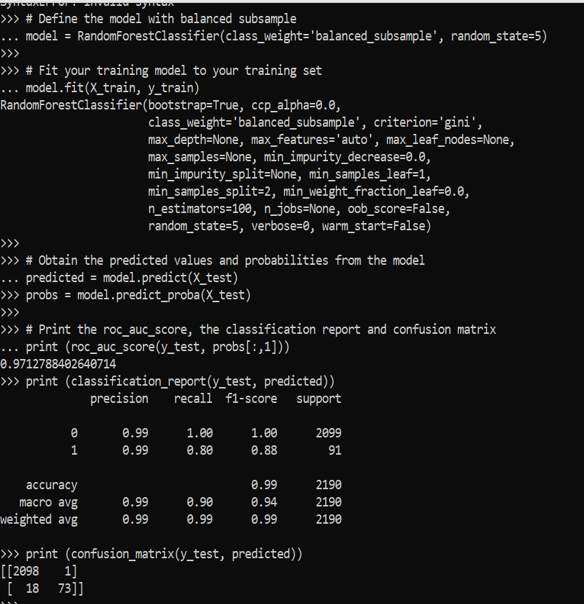 SyntaxError: invalid syntax
>>> # Define the model with balanced subsample
... model = RandomForestClassifier(class_weight='balanced_subsample', random_state=5)
>>>
>>> # Fit your training model to your training set
... model.fit(X_train, y_train)
RandomForestClassifier(bootstrap=True, ccp_alpha=0.0,
                       class_weight='balanced_subsample', criterion='gini',
                       max_depth=None, max_features='auto', max_leaf_nodes=None,
                       max_samples=None, min_impurity_decrease=0.0,
                       min_impurity_split=None, min_samples_leaf=1,
                       min_samples_split=2, min_weight_fraction_leaf=0.0,
                       n_estimators=100, n_jobs=None, oob_score=False,
                       random_state=5, verbose=0, warm_start=False)
>>>
>>> # Obtain the predicted values and probabilities from the model
... predicted = model.predict(X_test)
>>> probs = model.predict_proba(X_test)
>>>
>>> # Print the roc_auc_score, the classification report and confusion matrix
... print (roc_auc_score(y_test, probs[:,1]))
0.9712788402640714
>>> print (classification_report(y_test, predicted))
              precision    recall  f1-score   support

           0       0.99      1.00      1.00      2099
           1       0.99      0.80      0.88        91

    accuracy                           0.99      2190
   macro avg       0.99      0.90      0.94      2190
weighted avg       0.99      0.99      0.99      2190

>>> print (confusion_matrix(y_test, predicted))
[[2098    1]
 [  18   73]]
>>>